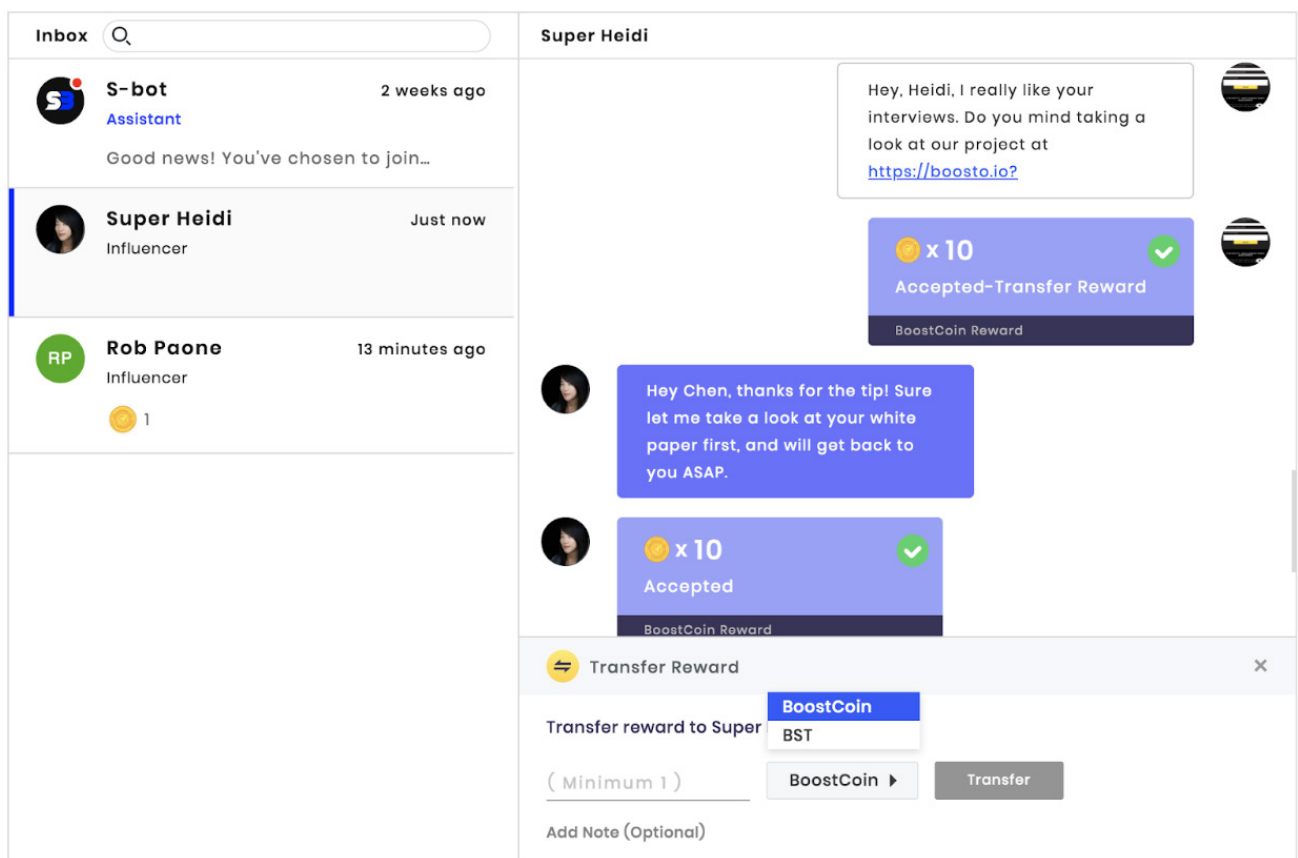 Inbox
S-bot
2 weeks ago
Assistant
Good news! You've chosen to join…
Super Heidi
Just now
Influencer
RP
Rob Paone
13 minutes ago
Influencer
1
Super Heidi
Hey, Heidi, I really like your
interviews. Do you mind taking a
look at our project at
https://boosto.io?
x 10
Accepted-Transfer Reward
BoostCoin Reward
Hey Chen, thanks for the tip! Sure
let me take a look at your white
paper first, and will get back to
you ASAP.
x 10
Accepted
BoostCoin Reward
Transfer Reward
×
Transfer reward to Super
BoostCoin
BST
( Minimum 1 )
BoostCoin
Transfer
Add Note (Optional)